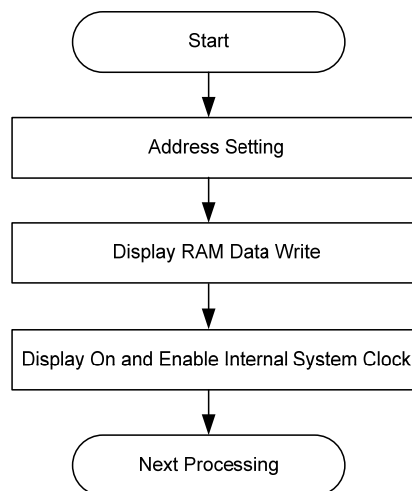 Start
Address Setting
Display RAM Data Write
Display On and Enable Internal System Clock
Next Processing